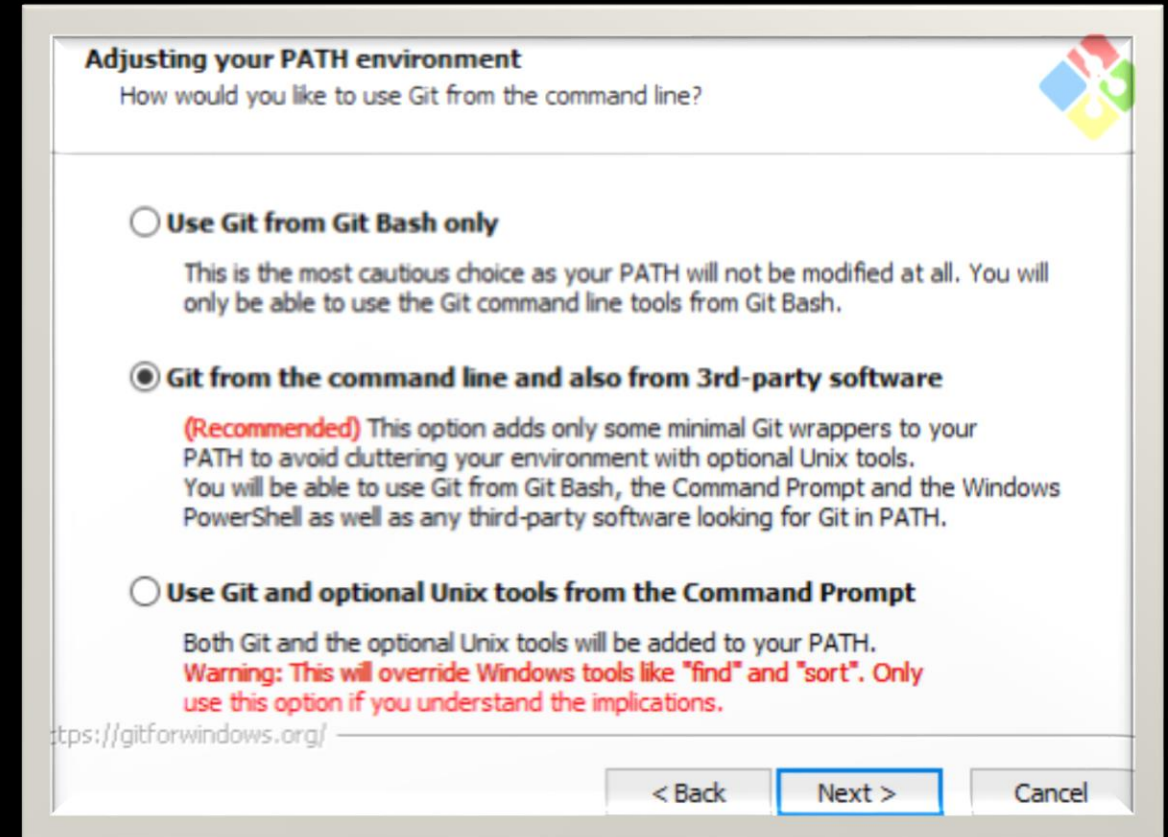 Adjusting your PATH environment
How would you like to use Git from the command line?
Use Git from Git Bash only
This is the most cautious choice as your PATH will not be modified at all. You will
only be able to use the Git command line tools from Git Bash.
Git from the command line and also from 3rd-party software
(Recommended) This option adds only some minimal Git wrappers to your
PATH to avoid cluttering your environment with optional Unix tools.
You will be able to use Git from Git Bash, the Command Prompt and the Windows
PowerShell as well as any third-party software looking for Git in PATH.
Use Git and optional Unix tools from the Command Prompt
Both Git and the optional Unix tools will be added to your PATH.
Warning: This will override Windows tools like "find" and "sort". Only
use this option if you understand the implications.
ttps://gitforwindows.org/
< Back Next > Cancel